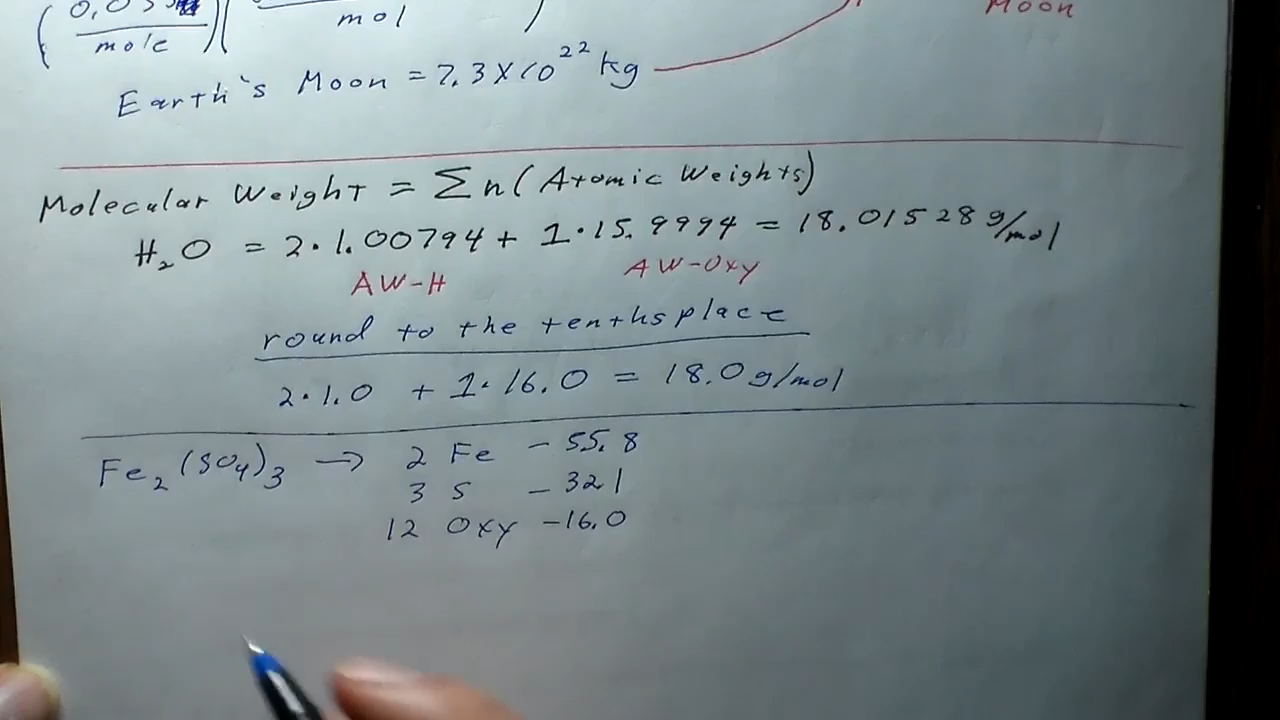 mole mol Moon
Earth's Moon = 7.3 X 10²² kg
Molecular Weight = Σn(Atomic Weights)
H₂O = 2·1.00794 + 1·15.9994 = 18.01528 g/mol
AW-H AW-Oxy
round to the tenths place
2·1.0 + 1·16.0 = 18.0 g/mol
Fe₂(SO₄)₃ → 2 Fe - 55.8
3 S - 32.1
12 Oxy - 16.0